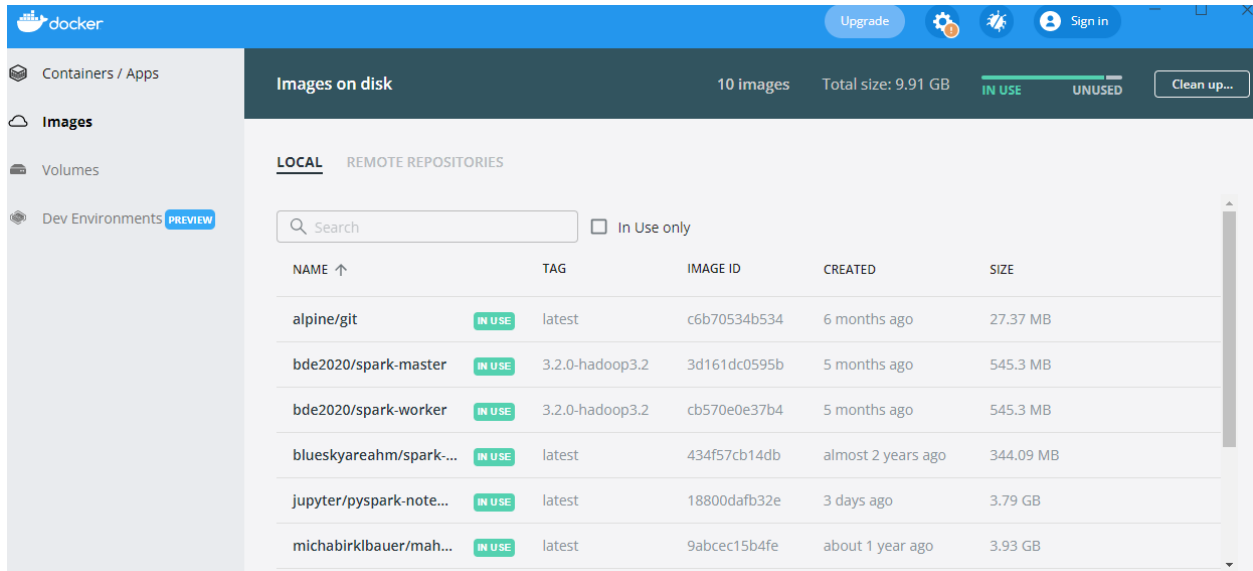 docker Upgrade Sign in
Containers / Apps
Images
Volumes
Dev Environments PREVIEW
Images on disk 10 images Total size: 9.91 GB IN USE UNUSED Clean up...
LOCAL REMOTE REPOSITORIES
Search In Use only
NAME TAG IMAGE ID CREATED SIZE
alpine/git IN USE latest c6b70534b534 6 months ago 27.37 MB
bde2020/spark-master IN USE 3.2.0-hadoop3.2 3d161dc0595b 5 months ago 545.3 MB
bde2020/spark-worker IN USE 3.2.0-hadoop3.2 cb570e0e37b4 5 months ago 545.3 MB
blueskyareahm/spark-... IN USE latest 434f57cb14db almost 2 years ago 344.09 MB
jupyter/pyspark-note... IN USE latest 18800dafb32e 3 days ago 3.79 GB
michabirklbauer/mah... IN USE latest 9abcec15b4fe about 1 year ago 3.93 GB